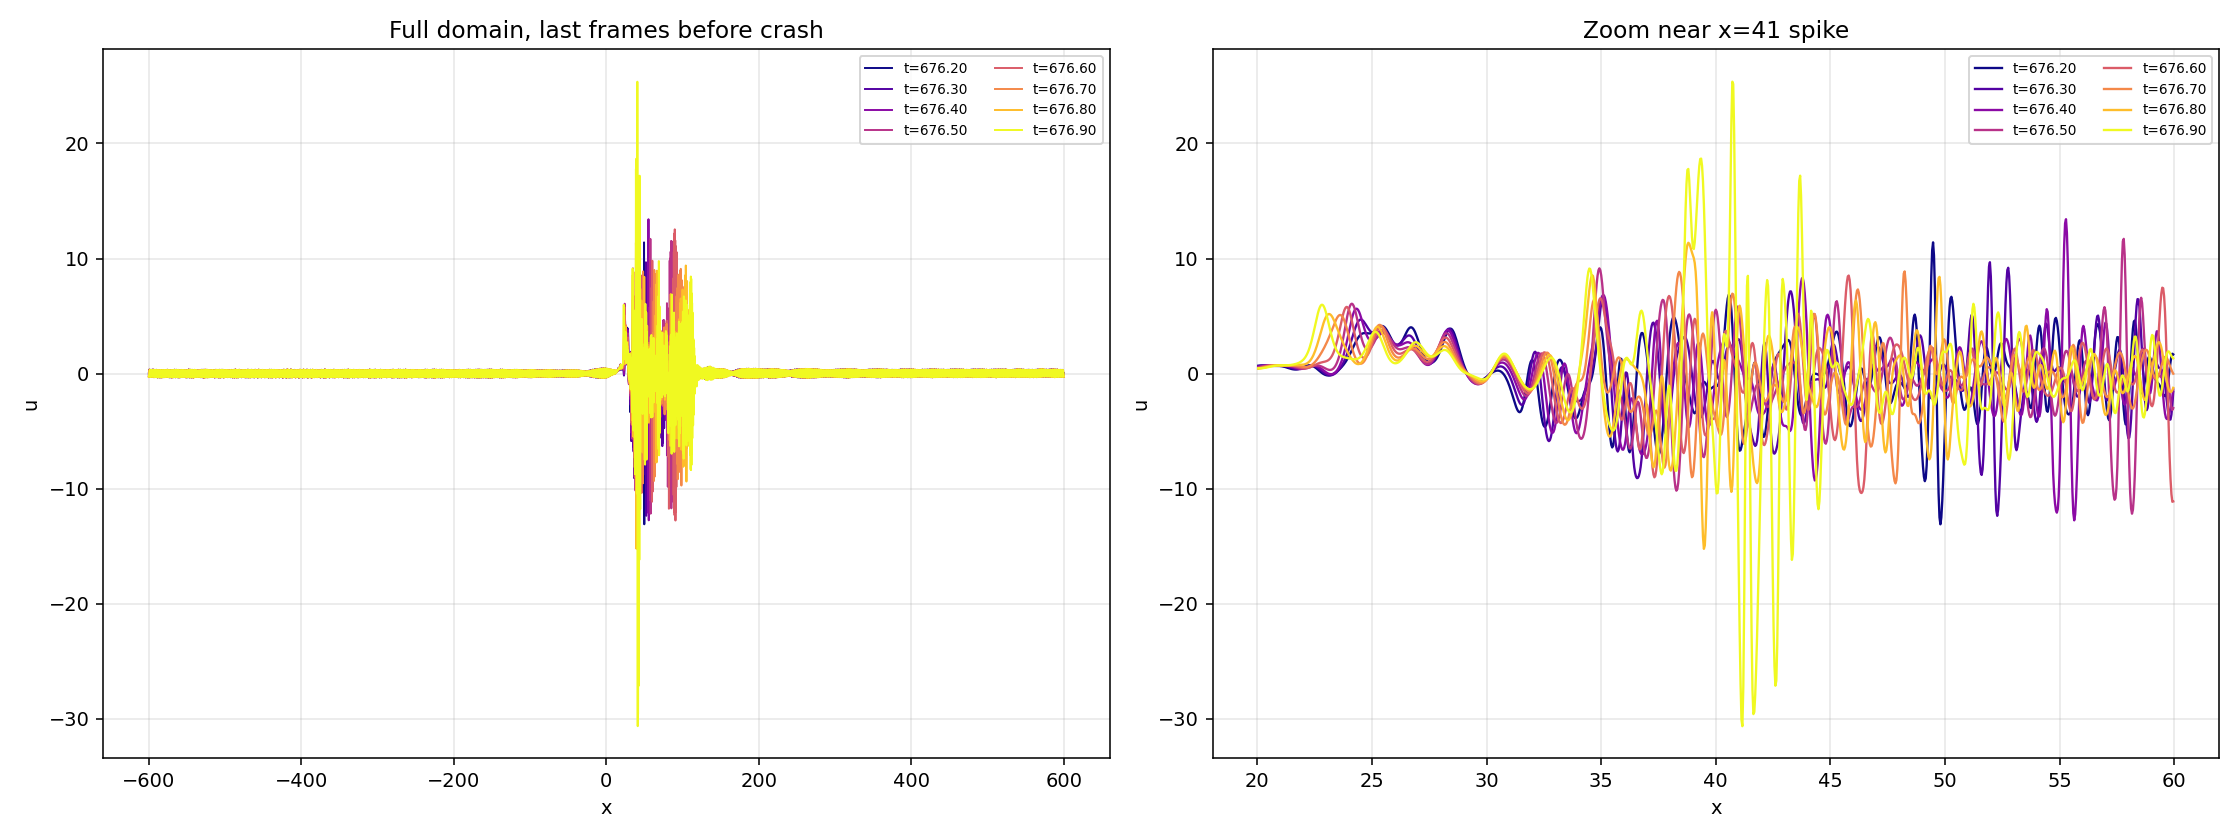 Full domain, last frames before crash
t=676.20 t=676.60
t=676.30 t=676.70
t=676.40 t=676.80
t=676.50 t=676.90
20
10
0
−10
−20
−30
u
−600 −400 −200 0 200 400 600
x
Zoom near x=41 spike
t=676.20 t=676.60
t=676.30 t=676.70
t=676.40 t=676.80
t=676.50 t=676.90
20
10
0
−10
−20
−30
u
20 25 30 35 40 45 50 55 60
x